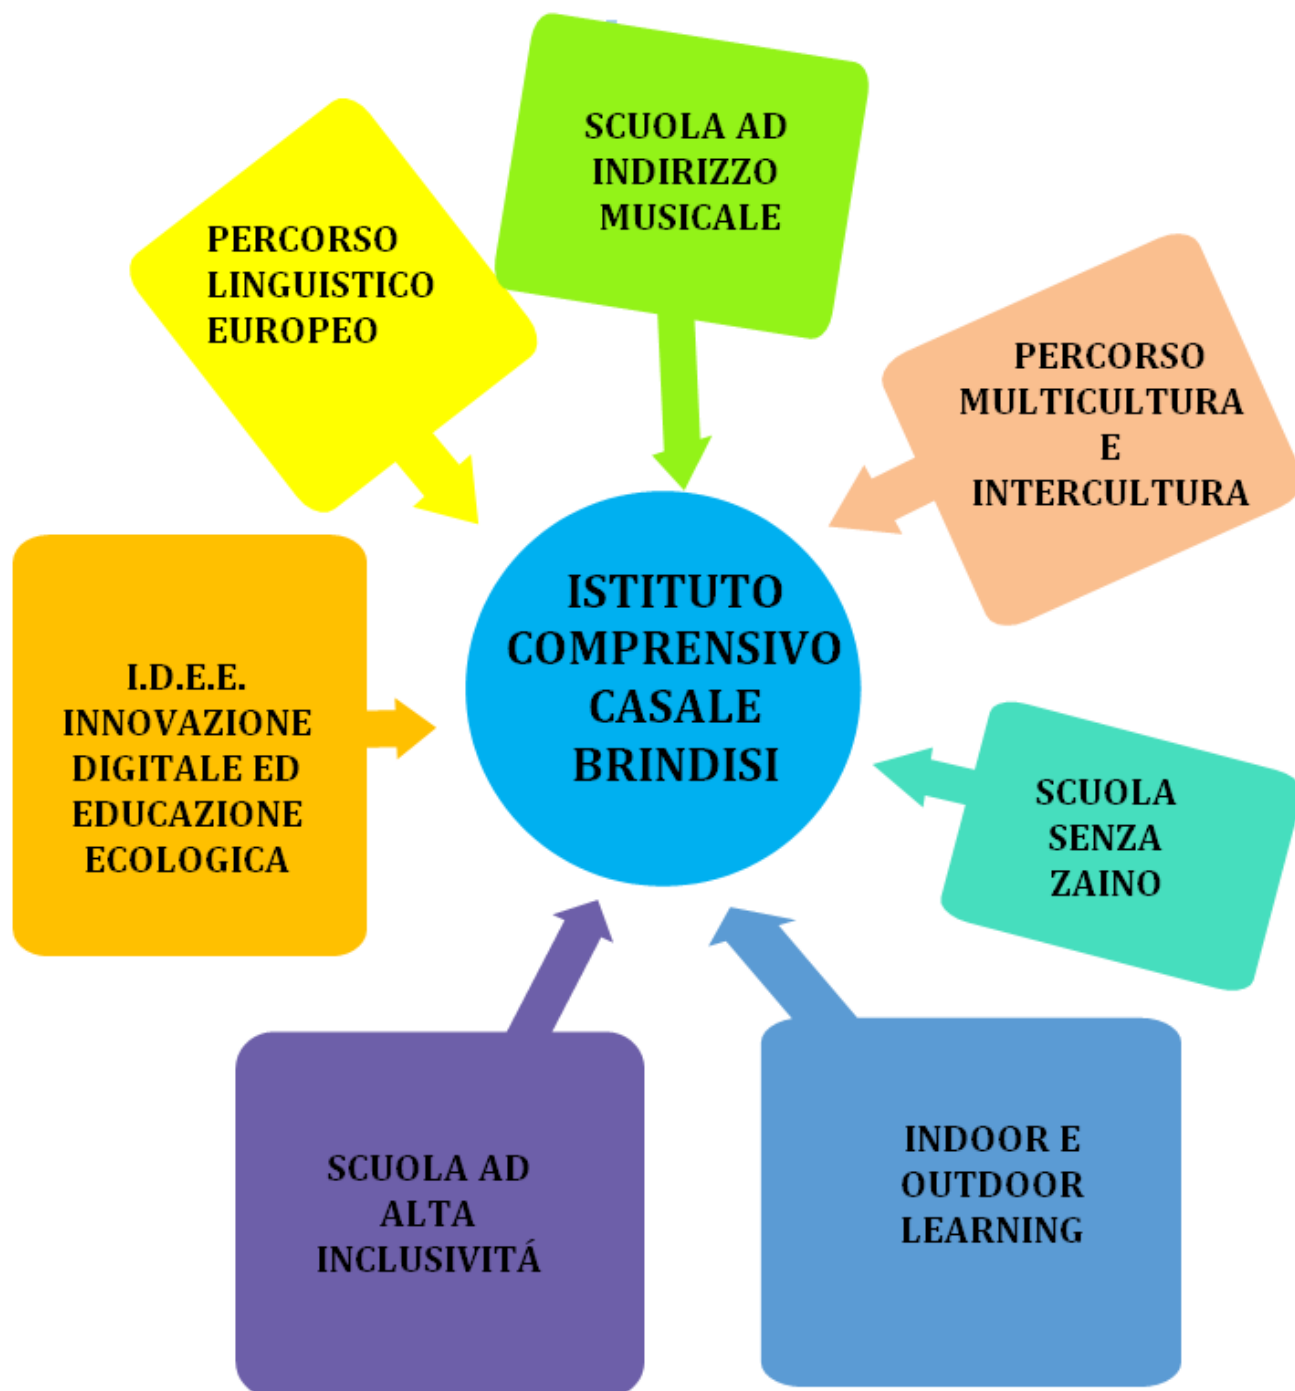 SCUOLA AD
INDIRIZZO
MUSICALE
PERCORSO
LINGUISTICO
EUROPEO
PERCORSO
MULTICULTURA
E
INTERCULTURA
ISTITUTO
COMPRENSIVO
CASALE
BRINDISI
I.D.E.E.
INNOVAZIONE
DIGITALE ED
EDUCAZIONE
ECOLOGICA
SCUOLA
SENZA
ZAINO
SCUOLA AD
ALTA
INCLUSIVITÁ
INDOOR E
OUTDOOR
LEARNING